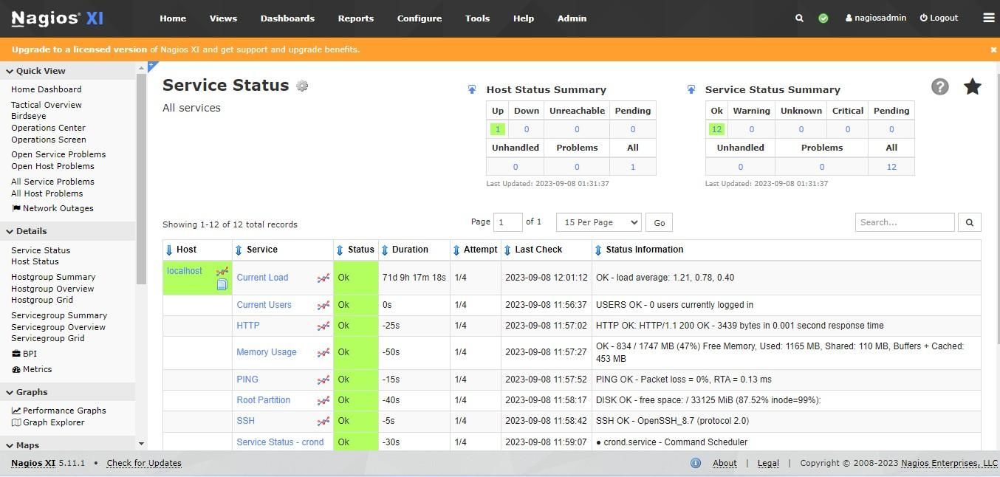 Nagios® XI Home Views Dashboards Reports Configure Tools Help Admin nagiosadmin Logout
Upgrade to a licensed version of Nagios XI and get support and upgrade benefits.
Quick View
Home Dashboard
Tactical Overview
Birdseye
Operations Center
Operations Screen
Open Service Problems
Open Host Problems
All Service Problems
All Host Problems
Network Outages
Details
Service Status
Host Status
Hostgroup Summary
Hostgroup Overview
Hostgroup Grid
Servicegroup Summary
Servicegroup Overview
Servicegroup Grid
BPI
Metrics
Graphs
Performance Graphs
Graph Explorer
Maps
Service Status
All services
Host Status Summary
Up Down Unreachable Pending
1 0 0 0
Unhandled Problems All
0 0 1
Last Updated: 2023-09-08 01:31:37
Service Status Summary
Ok Warning Unknown Critical Pending
12 0 0 0 0
Unhandled Problems All
0 0 12
Last Updated: 2023-09-08 01:31:37
Showing 1-12 of 12 total records
Page 1 of 1 15 Per Page Go
Search...
Host Service Status Duration Attempt Last Check Status Information
localhost Current Load Ok 71d 9h 17m 18s 1/4 2023-09-08 12:01:12 OK - load average: 1.21, 0.78, 0.40
Current Users Ok 0s 1/4 2023-09-08 11:56:37 USERS OK - 0 users currently logged in
HTTP Ok -25s 1/4 2023-09-08 11:57:02 HTTP OK: HTTP/1.1 200 OK - 3439 bytes in 0.001 second response time
Memory Usage Ok -50s 1/4 2023-09-08 11:57:27 OK - 834 / 1747 MB (47%) Free Memory, Used: 1165 MB, Shared: 110 MB, Buffers + Cached:
453 MB
PING Ok -15s 1/4 2023-09-08 11:57:52 PING OK - Packet loss = 0%, RTA = 0.13 ms
Root Partition Ok -40s 1/4 2023-09-08 11:58:17 DISK OK - free space: / 33125 MiB (87.52% inode=99%):
SSH Ok -5s 1/4 2023-09-08 11:58:42 SSH OK - OpenSSH_8.7 (protocol 2.0)
Service Status - crond Ok -30s 1/4 2023-09-08 11:59:07 ● crond.service - Command Scheduler
Nagios XI 5.11.1 • Check for Updates About | Legal | Copyright © 2008-2023 Nagios Enterprises, LLC